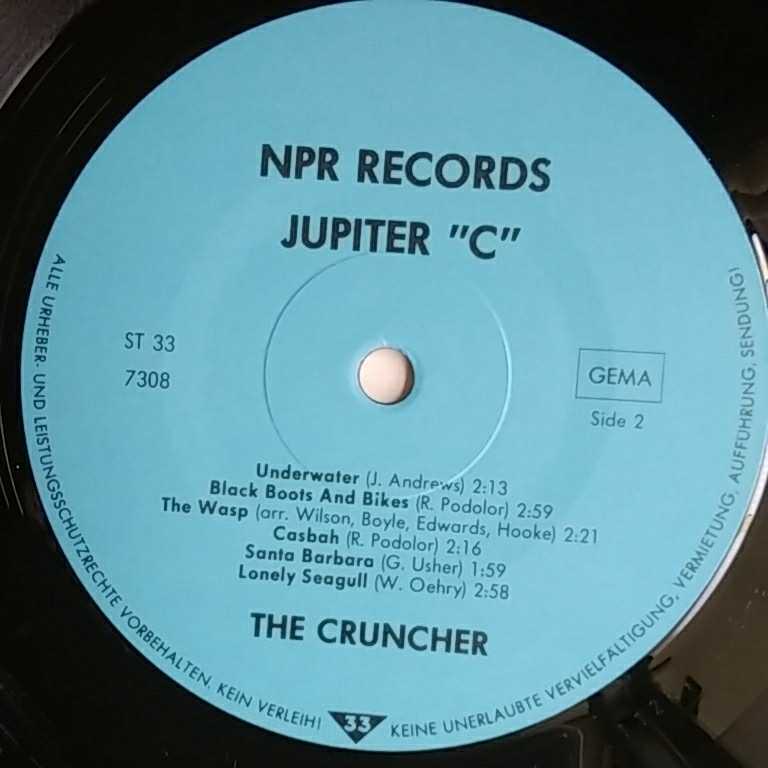 NPR RECORDS
JUPITER "C"
ST 33
7308
GEMA
Side 2
Underwater (J. Andrews) 2:13
Black Boots And Bikes (R. Podolor) 2:59
The Wasp (arr. Wilson, Boyle, Edwards, Hooke) 2:21
Casbah (R. Podolor) 2:16
Santa Barbara (G. Usher) 1:59
Lonely Seagull (W. Oehry) 2:58
THE CRUNCHER
ALLE URHEBER- UND LEISTUNGSSCHUTZRECHTE VORBEHALTEN. KEIN VERLEIH!
33
KEINE UNERLAUBTE VERVIELFÄLTIGUNG, VERMIETUNG, AUFFÜHRUNG, SENDUNG!